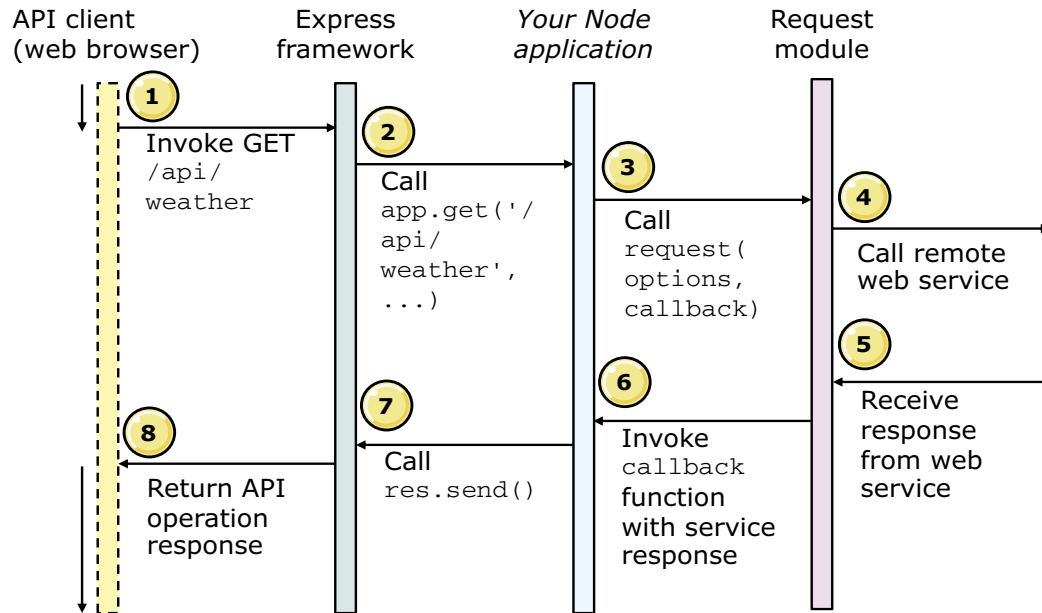 API client
(web browser)
Express
framework
Your Node
application
Request
module
1
Invoke GET
/api/
weather
2
Call
app.get('/
api/
weather',
...)
3
Call
request(
options,
callback)
4
Call remote
web service
5
Receive
response
from web
service
6
Invoke
callback
function
with service
response
7
Call
res.send()
8
Return API
operation
response